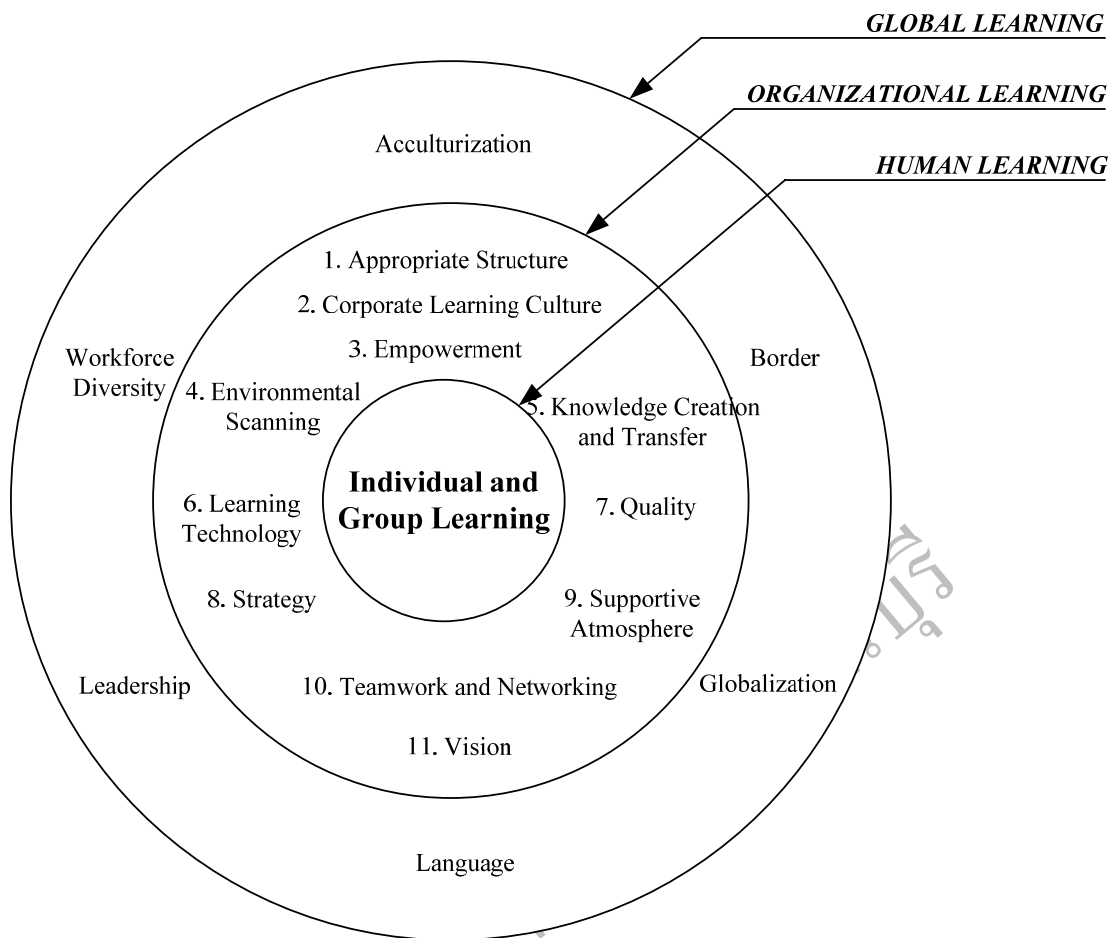 GLOBAL LEARNING
ORGANIZATIONAL LEARNING
HUMAN LEARNING
Acculturization
1. Appropriate Structure
2. Corporate Learning Culture
3. Empowerment
Workforce
Diversity
Border
4. Environmental
Scanning
5. Knowledge Creation
and Transfer
Individual and
Group Learning
6. Learning
Technology
7. Quality
8. Strategy
9. Supportive
Atmosphere
Leadership
10. Teamwork and Networking
Globalization
11. Vision
Language